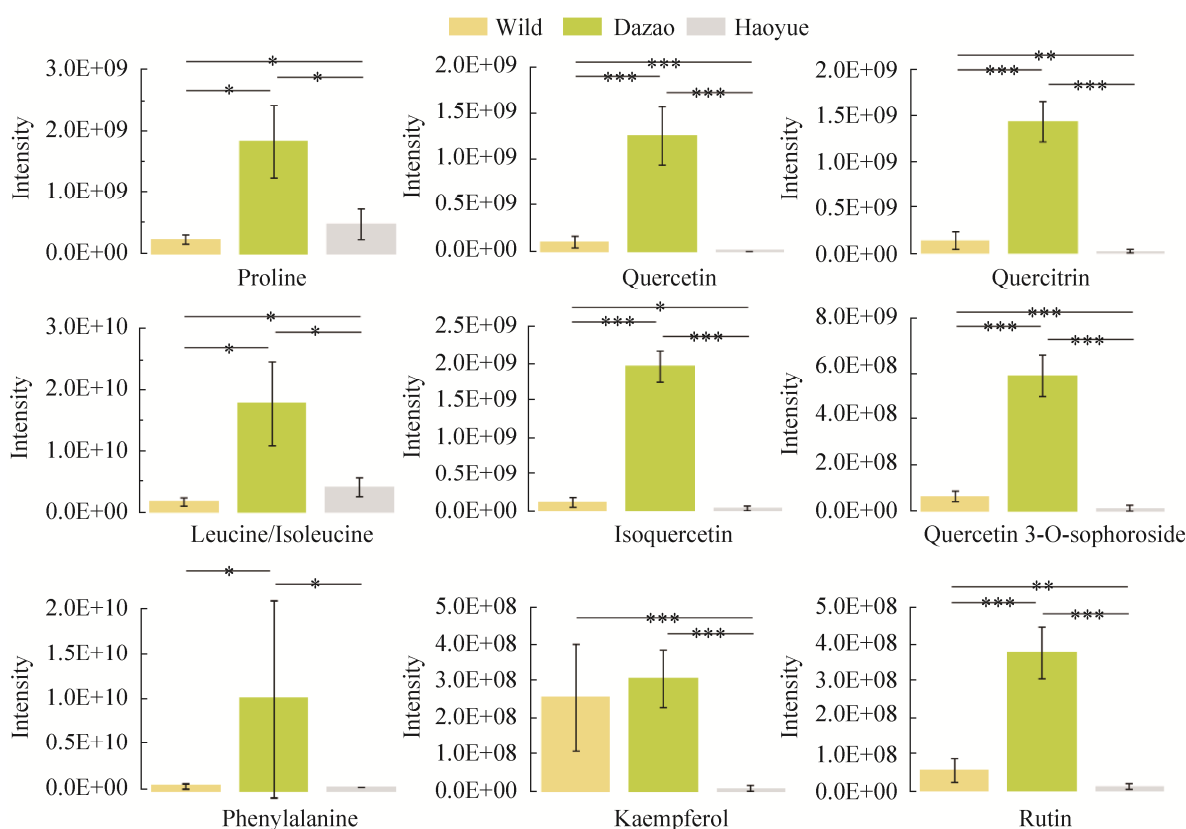 Wild Dazao Haoyue
* * *
3.0E+09
2.0E+09
1.0E+09
0.0E+00
Intensity
Proline
*** *** ***
2.0E+09
1.5E+09
1.0E+09
0.5E+09
0.0E+00
Intensity
Quercetin
** *** ***
2.0E+09
1.5E+09
1.0E+09
0.5E+09
0.0E+00
Intensity
Quercitrin
* * *
3.0E+10
2.0E+10
1.0E+10
0.0E+00
Intensity
Leucine/Isoleucine
* *** ***
2.5E+09
2.0E+09
1.5E+09
1.0E+09
0.5E+09
0.0E+00
Intensity
Isoquercetin
*** *** ***
8.0E+09
6.0E+08
4.0E+08
2.0E+08
0.0E+00
Intensity
Quercetin 3-O-sophoroside
* *
2.0E+10
1.5E+10
1.0E+10
0.5E+10
0.0E+00
Intensity
Phenylalanine
*** ***
5.0E+08
4.0E+08
3.0E+08
2.0E+08
1.0E+08
0.0E+00
Intensity
Kaempferol
** *** ***
5.0E+08
4.0E+08
3.0E+08
2.0E+08
1.0E+08
0.0E+00
Intensity
Rutin